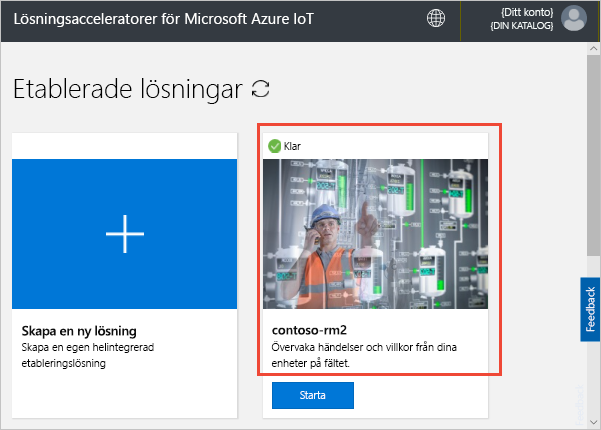 Lösningsacceleratorer för Microsoft Azure IoT
{Ditt konto}
{DIN KATALOG}
Etablerade lösningar
Klar
Skapa en ny lösning
Skapa en egen helintegrerad
etableringslösning
contoso-rm2
Övervaka händelser och villkor från dina
enheter på fältet.
Starta
Feedback